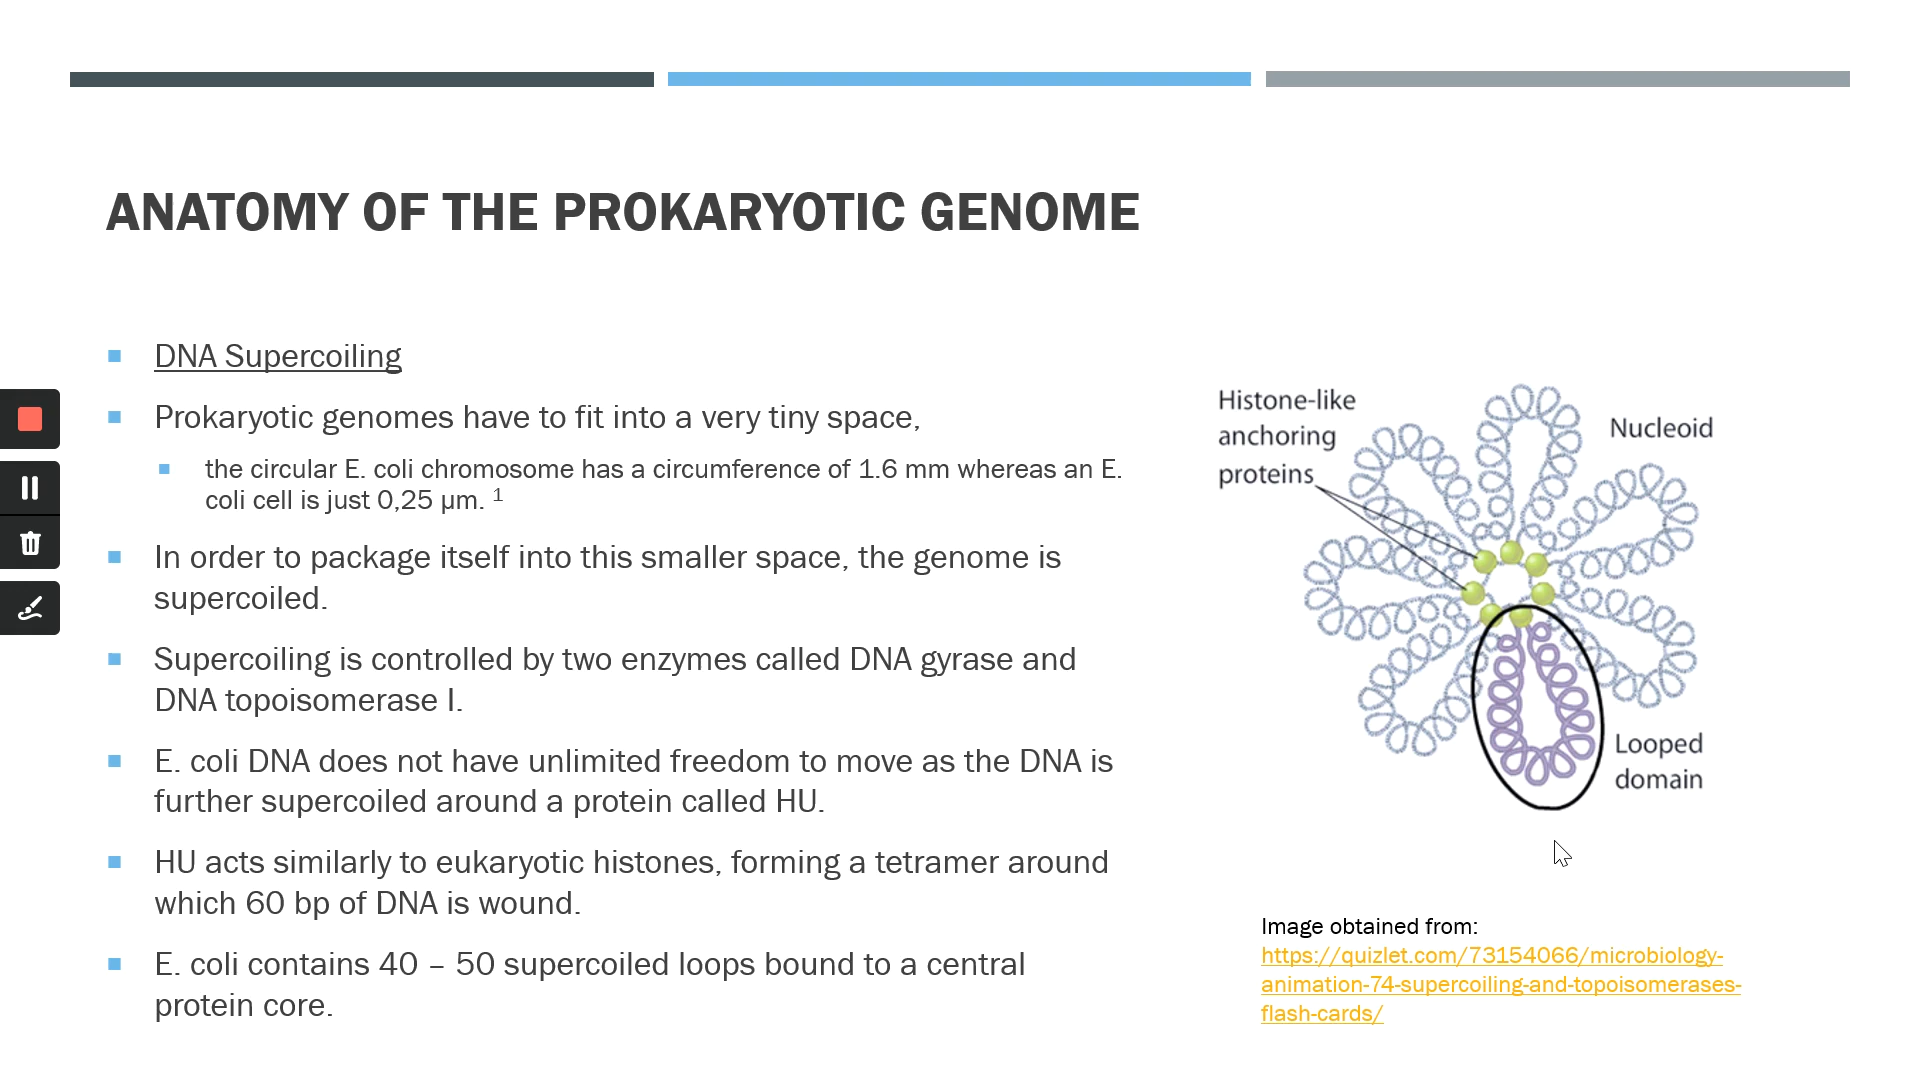 ANATOMY OF THE PROKARYOTIC GENOME
DNA Supercoiling
Prokaryotic genomes have to fit into a very tiny space,
the circular E. coli chromosome has a circumference of 1.6 mm whereas an E.
coli cell is just 0,25 µm. 1
In order to package itself into this smaller space, the genome is
supercoiled.
Supercoiling is controlled by two enzymes called DNA gyrase and
DNA topoisomerase I.
E. coli DNA does not have unlimited freedom to move as the DNA is
further supercoiled around a protein called HU.
HU acts similarly to eukaryotic histones, forming a tetramer around
which 60 bp of DNA is wound.
E. coli contains 40 – 50 supercoiled loops bound to a central
protein core.
Histone-like
anchoring
proteins
Nucleoid
Looped
domain
Image obtained from:
https://quizlet.com/73154066/microbiology-
animation-74-supercoiling-and-topoisomerases-
flash-cards/